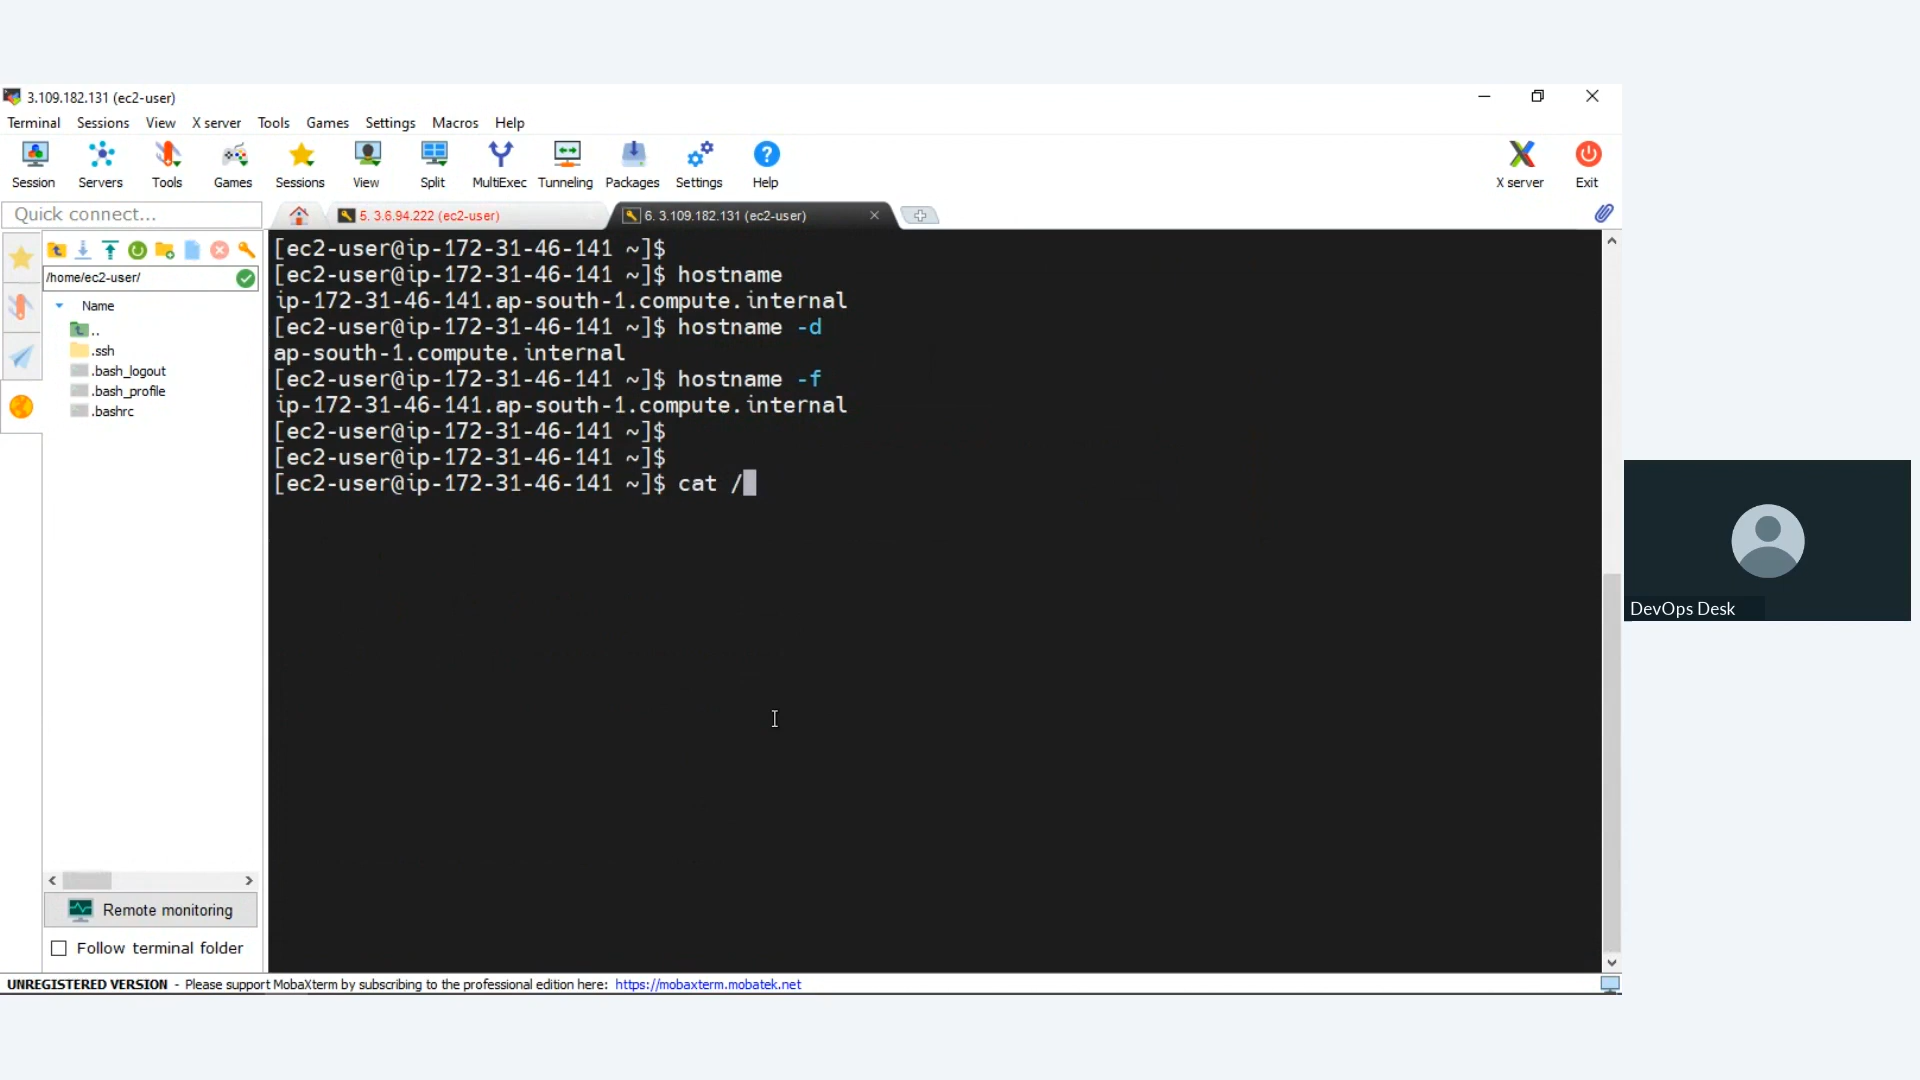 3.109.182.131 (ec2-user)
Terminal Sessions View X server Tools Games Settings Macros Help
Session Servers Tools Games Sessions View Split MultiExec Tunneling Packages Settings Help X server Exit
Quick connect...
5. 3.6.94.222 (ec2-user)
6. 3.109.182.131 (ec2-user)
/home/ec2-user/
Name
..
.ssh
.bash_logout
.bash_profile
.bashrc
Remote monitoring
Follow terminal folder
[ec2-user@ip-172-31-46-141 ~]$
[ec2-user@ip-172-31-46-141 ~]$ hostname
ip-172-31-46-141.ap-south-1.compute.internal
[ec2-user@ip-172-31-46-141 ~]$ hostname -d
ap-south-1.compute.internal
[ec2-user@ip-172-31-46-141 ~]$ hostname -f
ip-172-31-46-141.ap-south-1.compute.internal
[ec2-user@ip-172-31-46-141 ~]$
[ec2-user@ip-172-31-46-141 ~]$
[ec2-user@ip-172-31-46-141 ~]$ cat /
DevOps Desk
UNREGISTERED VERSION - Please support MobaXterm by subscribing to the professional edition here: https://mobaxterm.mobatek.net